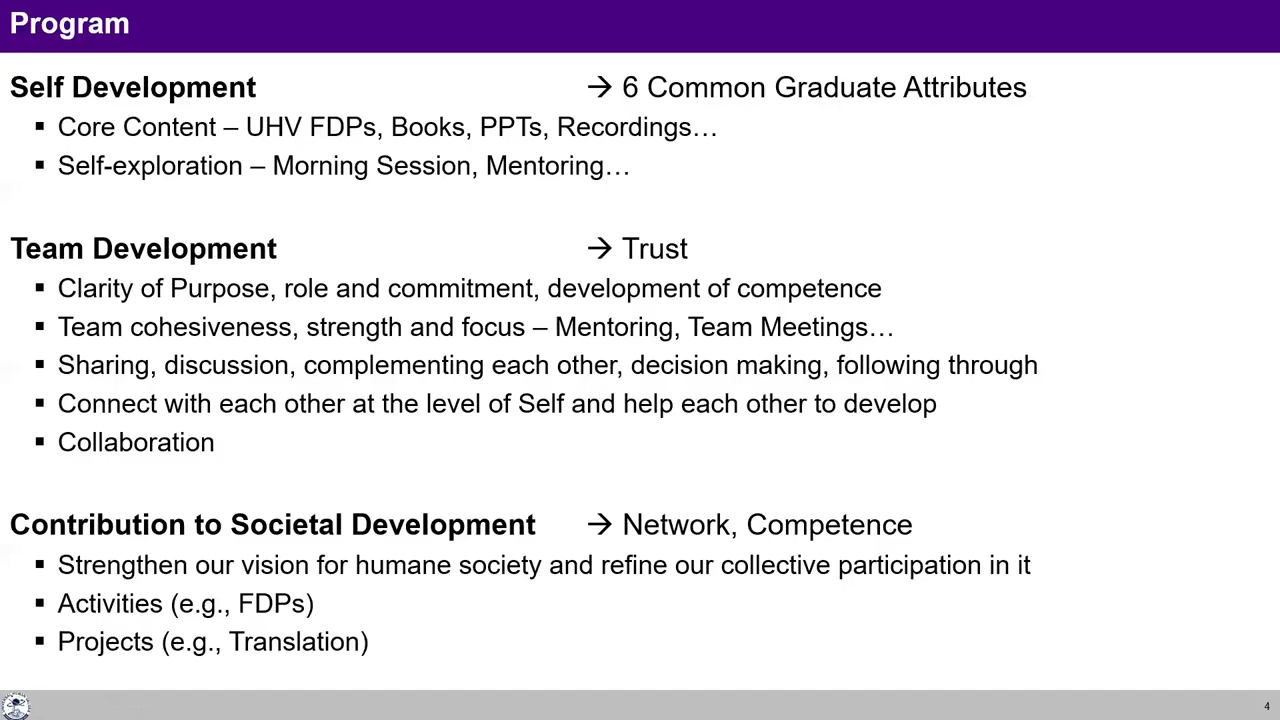 Program
Self Development → 6 Common Graduate Attributes
▪ Core Content – UHV FDPs, Books, PPTs, Recordings…
▪ Self-exploration – Morning Session, Mentoring…
Team Development → Trust
▪ Clarity of Purpose, role and commitment, development of competence
▪ Team cohesiveness, strength and focus – Mentoring, Team Meetings…
▪ Sharing, discussion, complementing each other, decision making, following through
▪ Connect with each other at the level of Self and help each other to develop
▪ Collaboration
Contribution to Societal Development → Network, Competence
▪ Strengthen our vision for humane society and refine our collective participation in it
▪ Activities (e.g., FDPs)
▪ Projects (e.g., Translation)
4